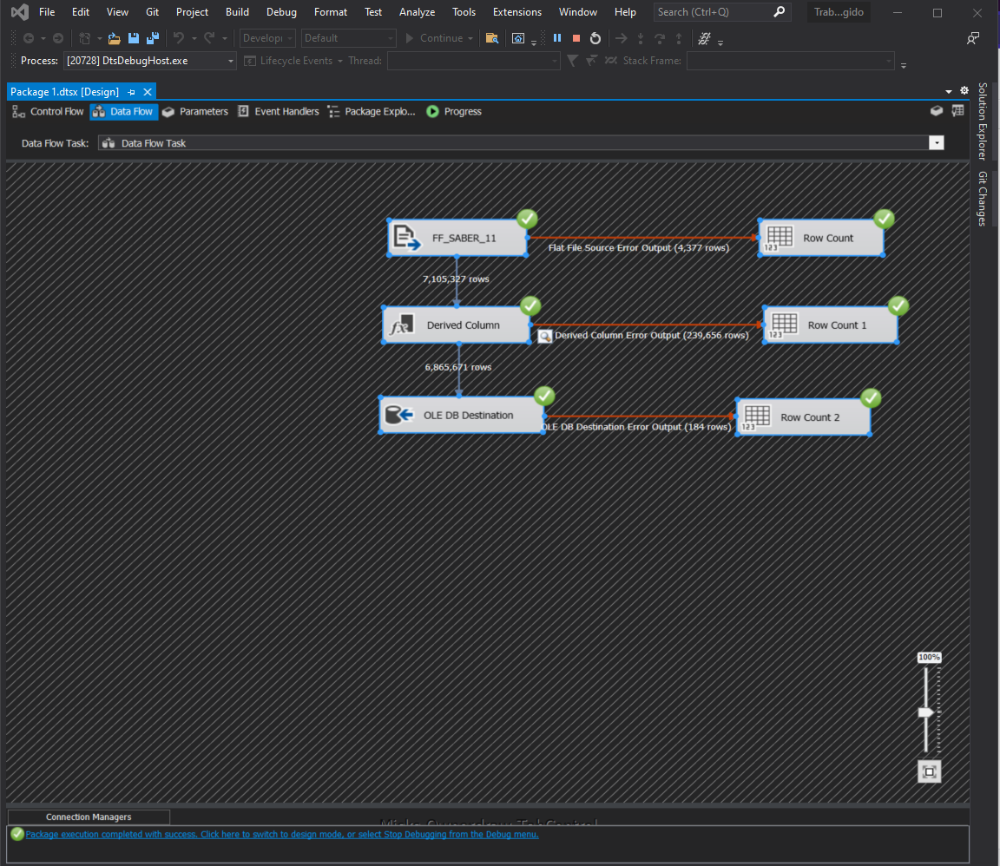 File Edit View Git Project Build Debug Format Test Analyze Tools Extensions Window Help Search (Ctrl+Q) Trab...gido
Developr Default Continue
Process: [20728] DtsDebugHost.exe Lifecycle Events Thread: Stack Frame:
Package 1.dtsx [Design]
Control Flow Data Flow Parameters Event Handlers Package Explo... Progress
Data Flow Task: Data Flow Task
Solution Explorer
Git Changes
FF_SABER_11
Flat File Source Error Output (4,377 rows)
123
Row Count
7,105,327 rows
Derived Column
Derived Column Error Output (239,656 rows)
123
Row Count 1
6,865,671 rows
OLE DB Destination
OLE DB Destination Error Output (184 rows)
123
Row Count 2
100%
Connection Managers
Package execution completed with success. Click here to switch to design mode, or select Stop Debugging from the Debug menu.